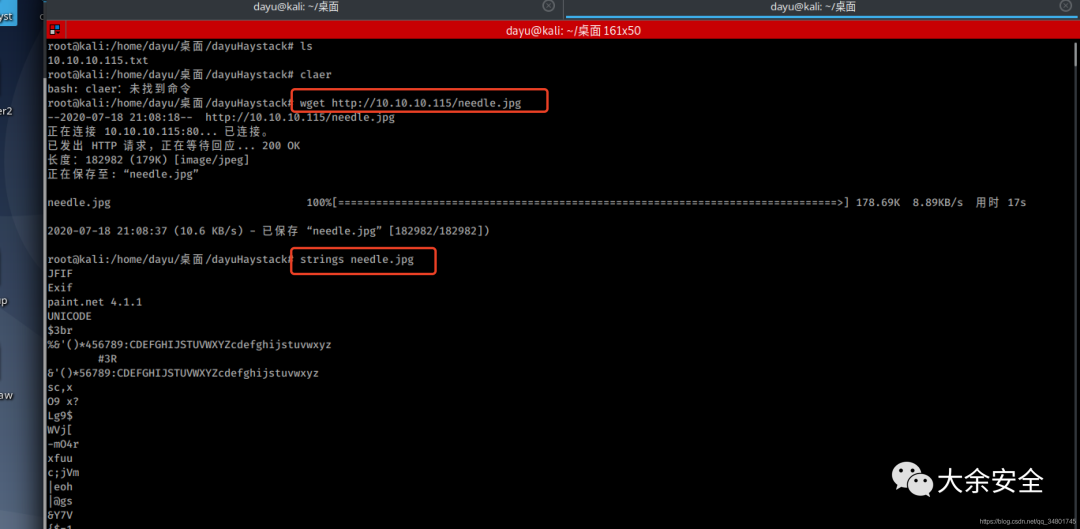 dayu@kali: ~/桌面
dayu@kali: ~/桌面
yst
dayu@kali: ~/桌面 161x50
root@kali:/home/dayu/桌面/dayuHaystack# ls
10.10.10.115.txt
root@kali:/home/dayu/桌面/dayuHaystack# claer
bash: claer: 未找到命令
root@kali:/home/dayu/桌面/dayuHaystack# wget http://10.10.10.115/needle.jpg
--2020-07-18 21:08:18--  http://10.10.10.115/needle.jpg
正在连接 10.10.10.115:80... 已连接。
已发出 HTTP 请求，正在等待回应... 200 OK
长度：182982 (179K) [image/jpeg]
正在保存至: “needle.jpg”
needle.jpg 100%[==============================================================================>] 178.69K 8.89KB/s 用时 17s
2020-07-18 21:08:37 (10.6 KB/s) - 已保存 “needle.jpg” [182982/182982])
root@kali:/home/dayu/桌面/dayuHaystack# strings needle.jpg
JFIF
Exif
paint.net 4.1.1
UNICODE
$3br
%&'()*456789:CDEFGHIJSTUVWXYZcdefghijstuvwxyz
#3R
&'()*56789:CDEFGHIJSTUVWXYZcdefghijstuvwxyz
sc,x
O9 x?
Lg9$
WVj[
-mO4r
xfuu
c;jVm
|eoh
|@gs
&Y7V
er2
up
aw
大余安全
https://blog.csdn.net/qq_34801745